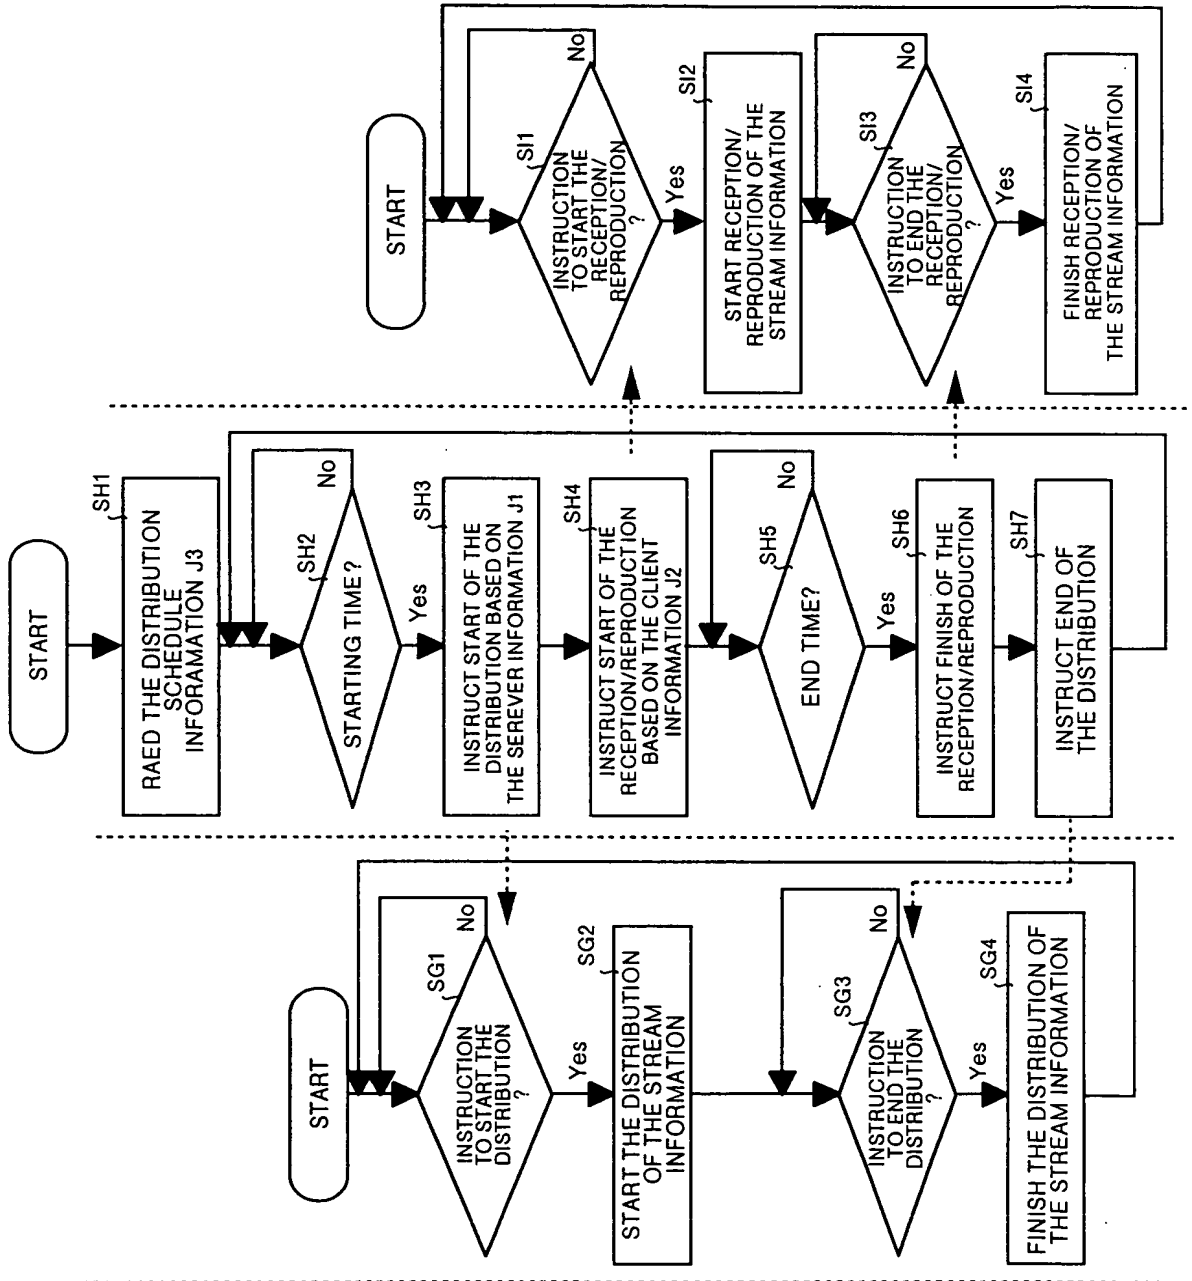 START
SG1
INSTRUCTION
TO START THE
DISTRIBUTION
?
No
Yes
SG2
START THE DISTRIBUTION
OF THE STREAM
INFORMATION
SG3
INSTRUCTION
TO END THE
DISTRIBUTION
?
No
Yes
SG4
FINISH THE DISTRIBUTION OF
THE STREAM INFORMATION
START
SH1
RAED THE DISTRIBUTION
SCHEDULE
INFORAMATION J3
SH2
STARTING TIME?
No
Yes
SH3
INSTRUCT START OF THE
DISTRIBUTION BASED ON
THE SEREVER INFORMATION J1
SH4
INSTRUCT START OF THE
RECEPTION/REPRODUCTION
BASED ON THE CLIENT
INFORMATION J2
SH5
END TIME?
No
Yes
SH6
INSTRUCT FINISH OF THE
RECEPTION/REPRODUCTION
SH7
INSTRUCT END OF
THE DISTRIBUTION
START
SI1
INSTRUCTION
TO START THE
RECEPTION/
REPRODUCTION
?
No
Yes
SI2
START RECEPTION/
REPRODUCTION OF THE
STREAM INFORMATION
SI3
INSTRUCTION
TO END THE
RECEPTION/
REPRODUCTION
?
No
Yes
SI4
FINISH RECEPTION/
REPRODUCTION OF
THE STREAM INFORMATION